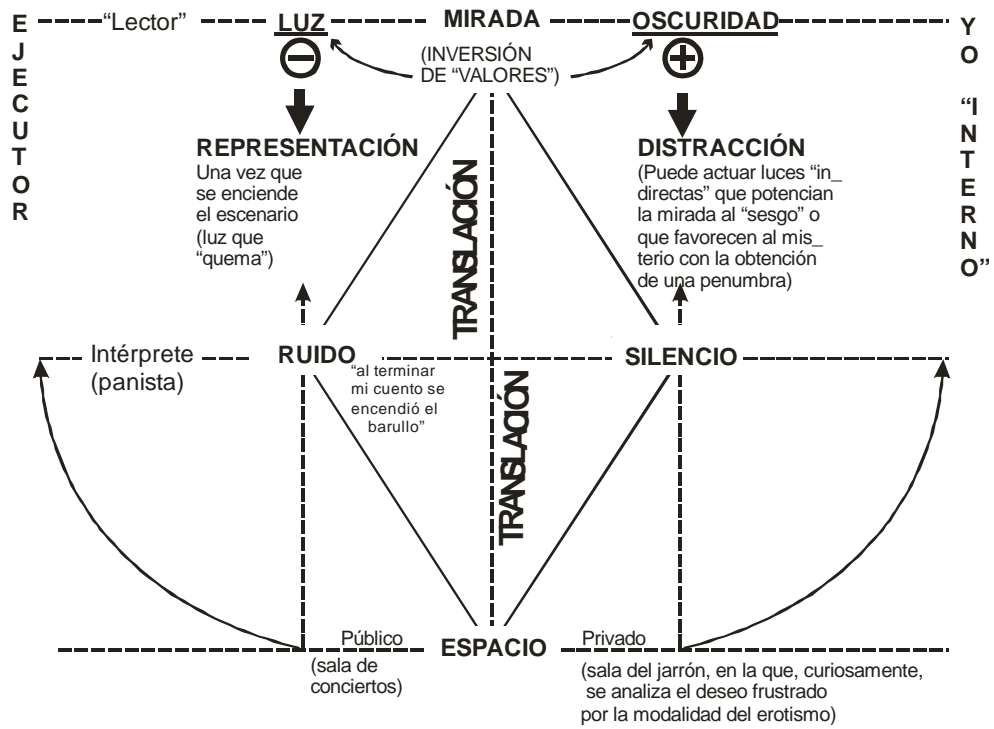 EJECUTOR
“Lector” LUZ MIRADA OSCURIDAD
YO “INTERNO”
(INVERSIÓN
DE “VALORES”)
REPRESENTACIÓN
Una vez que
se enciende
el escenario
(luz que
“quema”)
DISTRACCIÓN
(Puede actuar luces “in_
directas” que potencian
la mirada al “sesgo” o
que favorecen al mis_
terio con la obtención
de una penumbra)
TRANSLACIÓN
Intérprete
(panista)
RUIDO
“al terminar
mi cuento se
encendió el
barullo”
SILENCIO
TRANSLACIÓN
Público
(sala de
conciertos)
ESPACIO
Privado
(sala del jarrón, en la que, curiosamente,
se analiza el deseo frustrado
por la modalidad del erotismo)